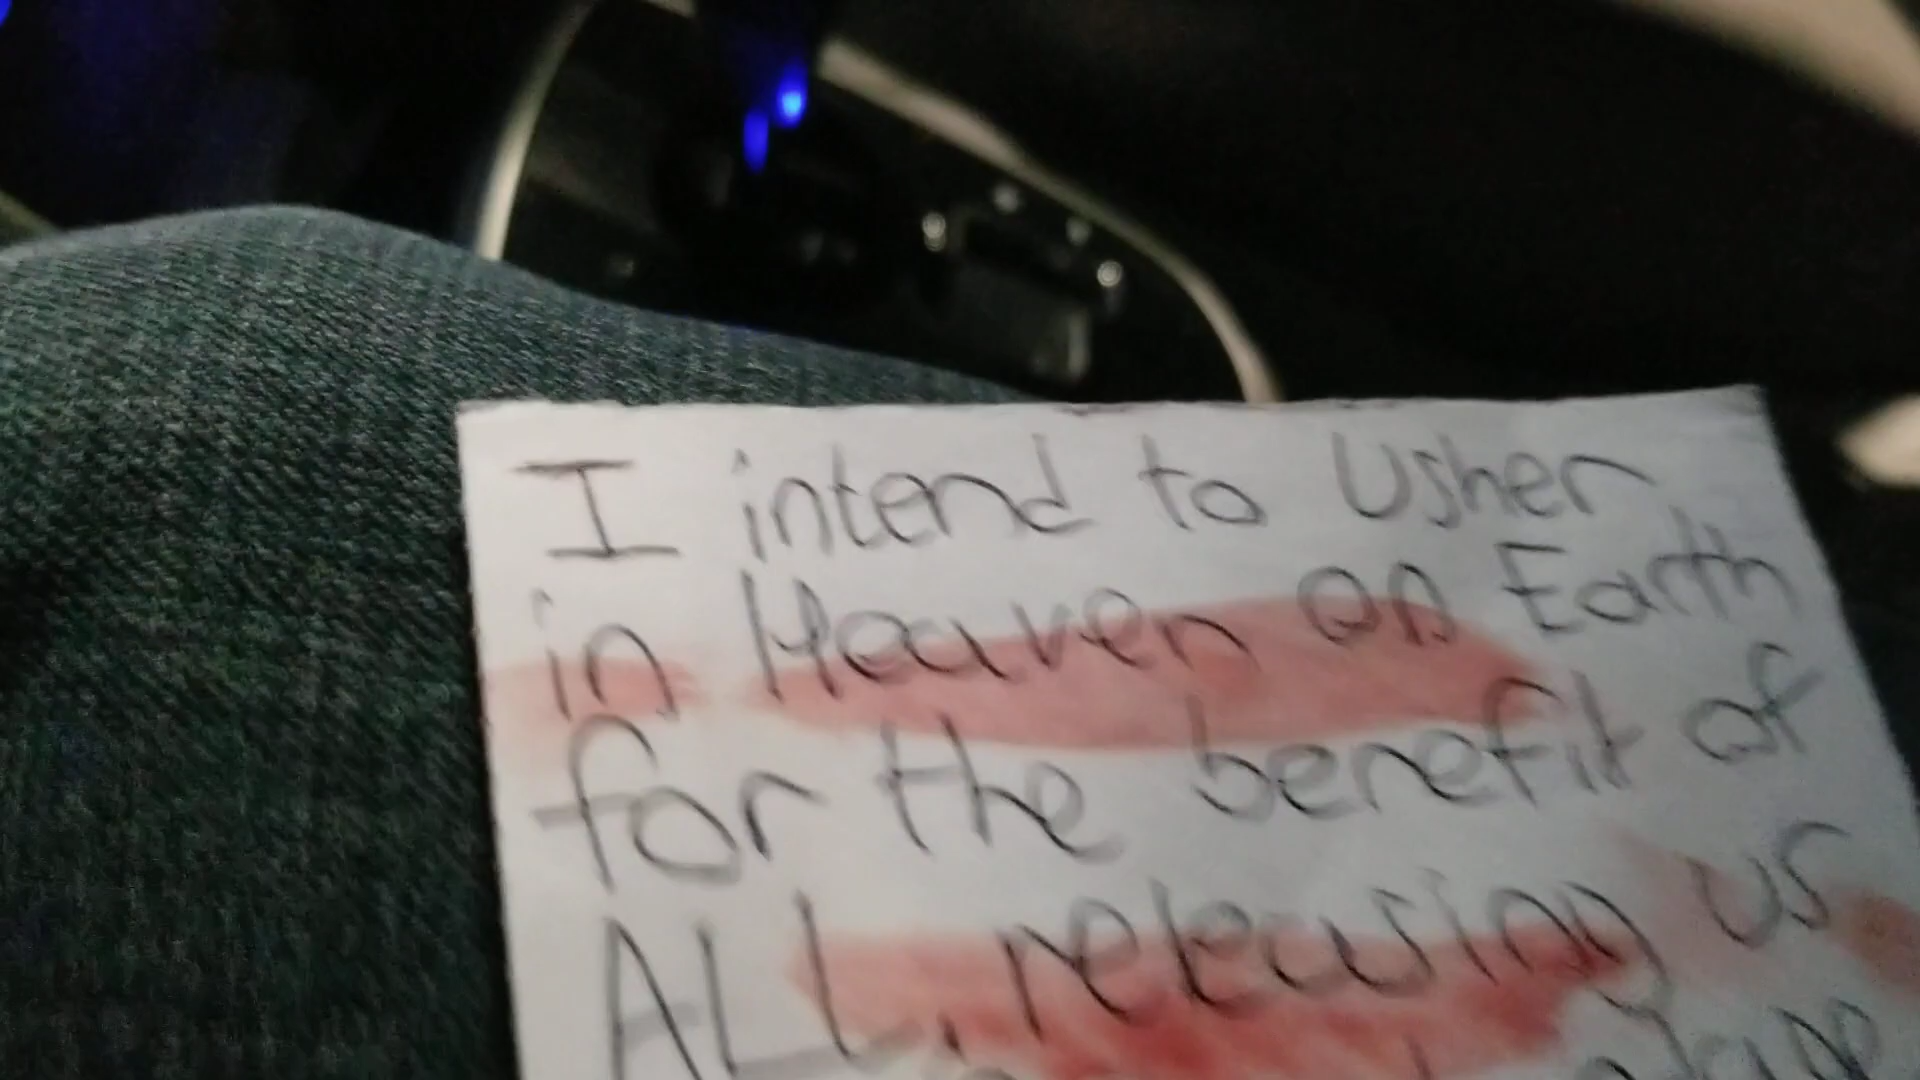 I intend to Usher
in Heaven on Earth
for the benefit of
ALL, releasing us